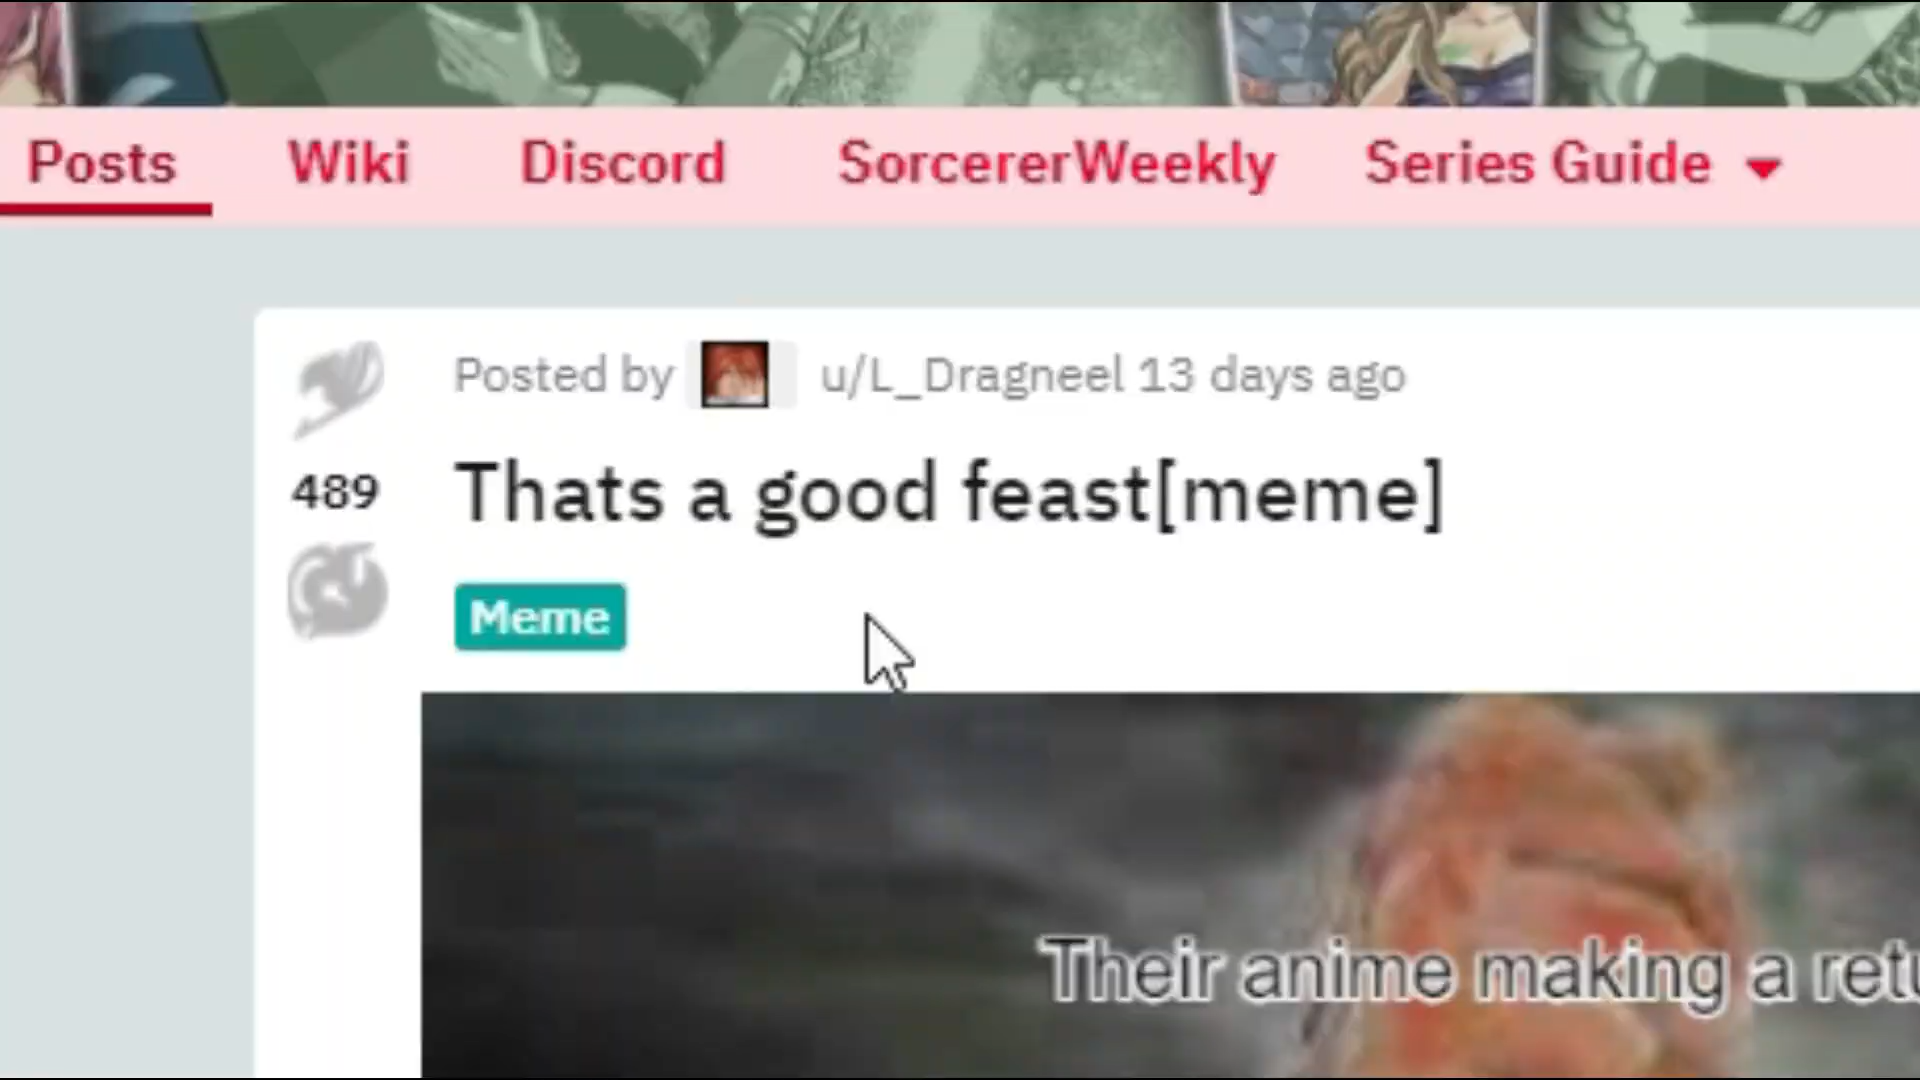 Posts Wiki Discord SorcererWeekly Series Guide
Posted by u/L_Dragneel 13 days ago
489 Thats a good feast[meme]
Meme
Their anime making a